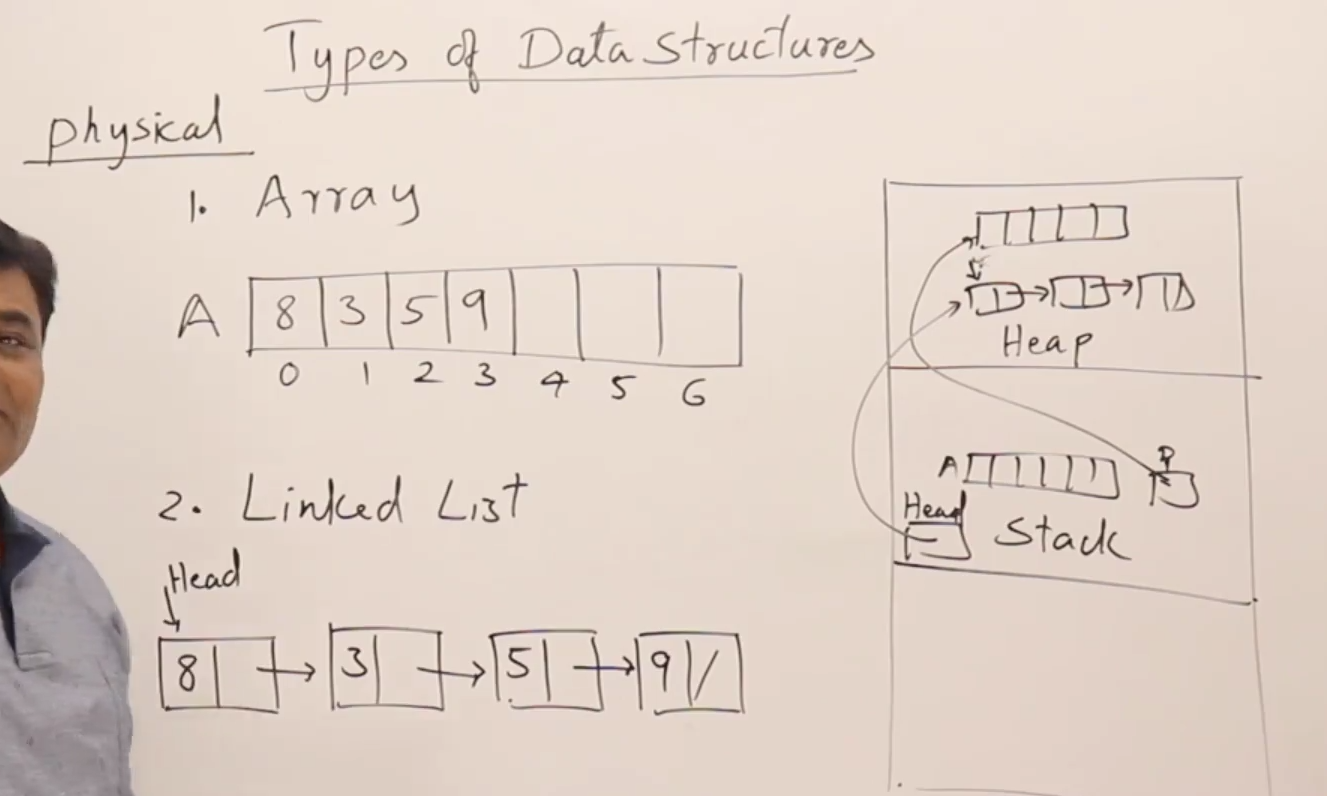 Types of Data Structures
physical
1. Array
A 8 3 5 9
0 1 2 3 4 5 6
2. Linked List
Head
8 3 5 9 /
Heap
A P
Head
Stack